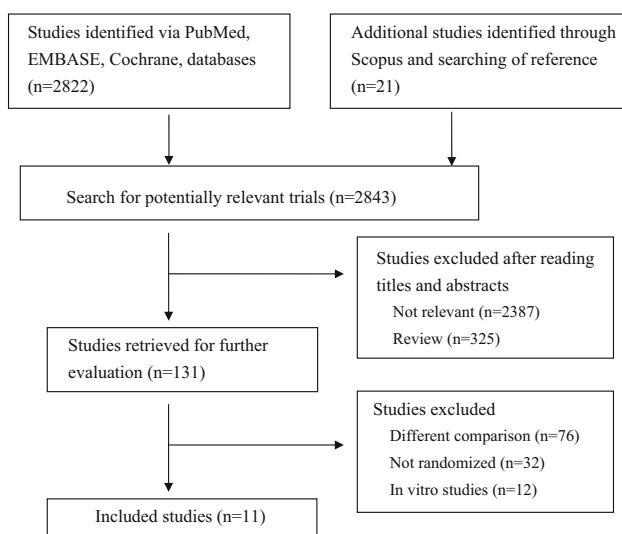 Studies identified via PubMed,
EMBASE, Cochrane, databases
(n=2822)
Additional studies identified through
Scopus and searching of reference
(n=21)
Search for potentially relevant trials (n=2843)
Studies excluded after reading
titles and abstracts
Not relevant (n=2387)
Review (n=325)
Studies retrieved for further
evaluation (n=131)
Studies excluded
Different comparison (n=76)
Not randomized (n=32)
In vitro studies (n=12)
Included studies (n=11)